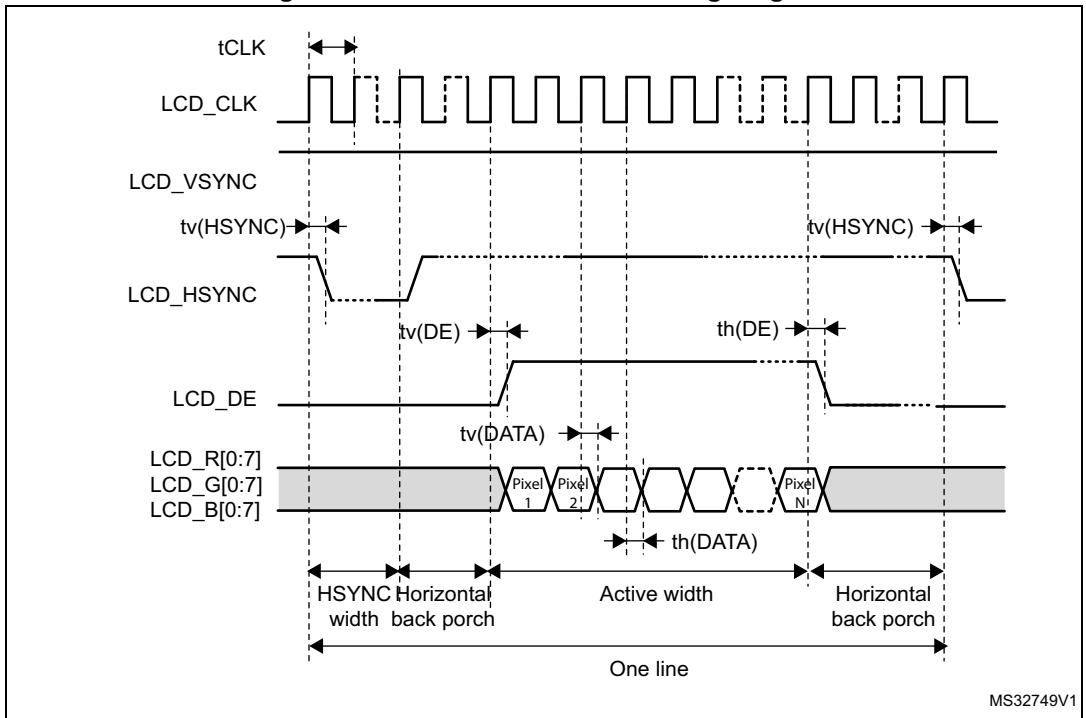 tCLK
LCD_CLK
LCD_VSYNC
tv(HSYNC)
tv(HSYNC)
LCD_HSYNC
tv(DE)
th(DE)
LCD_DE
tv(DATA)
LCD_R[0:7]
LCD_G[0:7]
LCD_B[0:7]
Pixel
1
Pixel
2
Pixel
N
th(DATA)
HSYNC
width
Horizontal
back porch
Active width
Horizontal
back porch
One line
MS32749V1